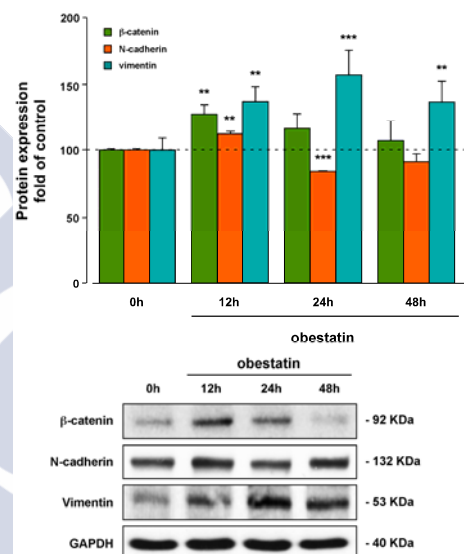 Protein expression
fold of control
200
150
100
50
0
β-catenin
N-cadherin
vimentin
** ** **
*** ***
**
0h 12h 24h 48h
obestatin
obestatin
0h 12h 24h 48h
β-catenin - 92 KDa
N-cadherin - 132 KDa
Vimentin - 53 KDa
GAPDH - 40 KDa